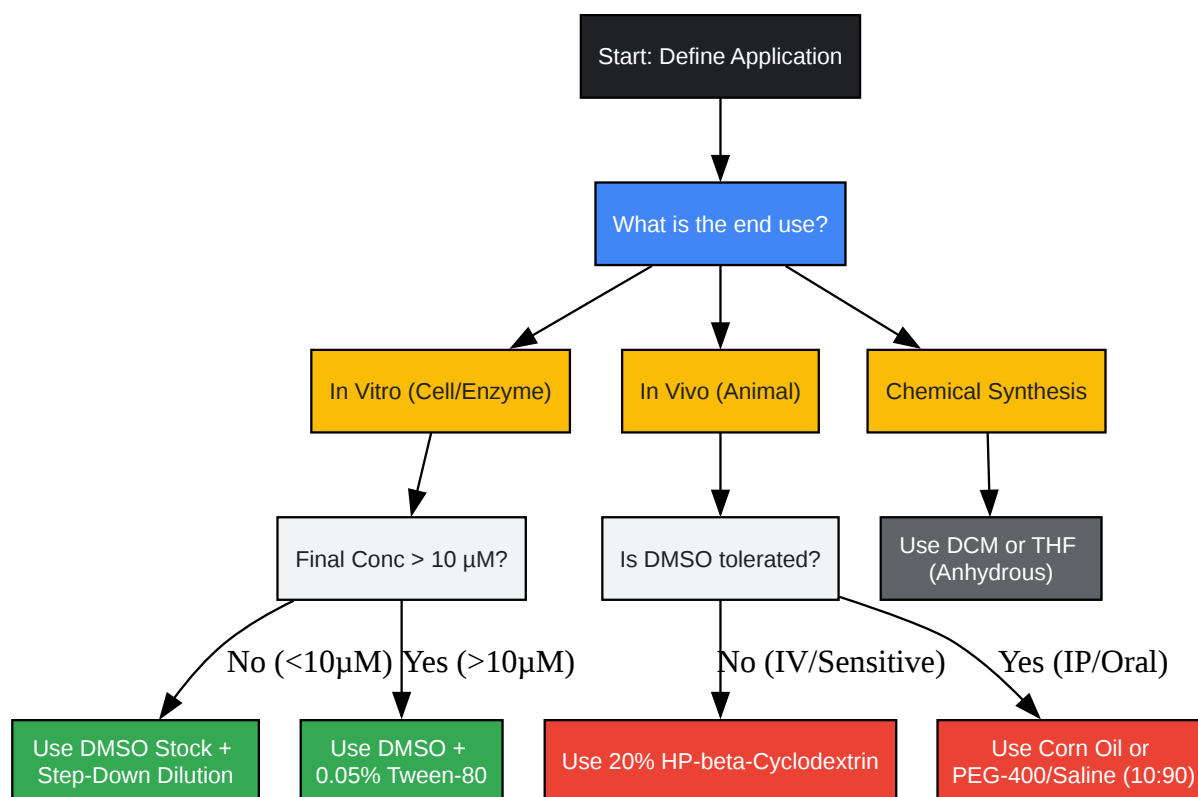 Start: Define Application
What is the end use?
In Vitro (Cell/Enzyme)
In Vivo (Animal)
Chemical Synthesis
Final Conc > 10 µM?
Is DMSO tolerated?
Use DCM or THF
(Anhydrous)
No (<10µM)
Yes (>10µM)
No (IV/Sensitive)
Yes (IP/Oral)
Use DMSO Stock +
Step-Down Dilution
Use DMSO +
0.05% Tween-80
Use 20% HP-beta-Cyclodextrin
Use Corn Oil or
PEG-400/Saline (10:90)